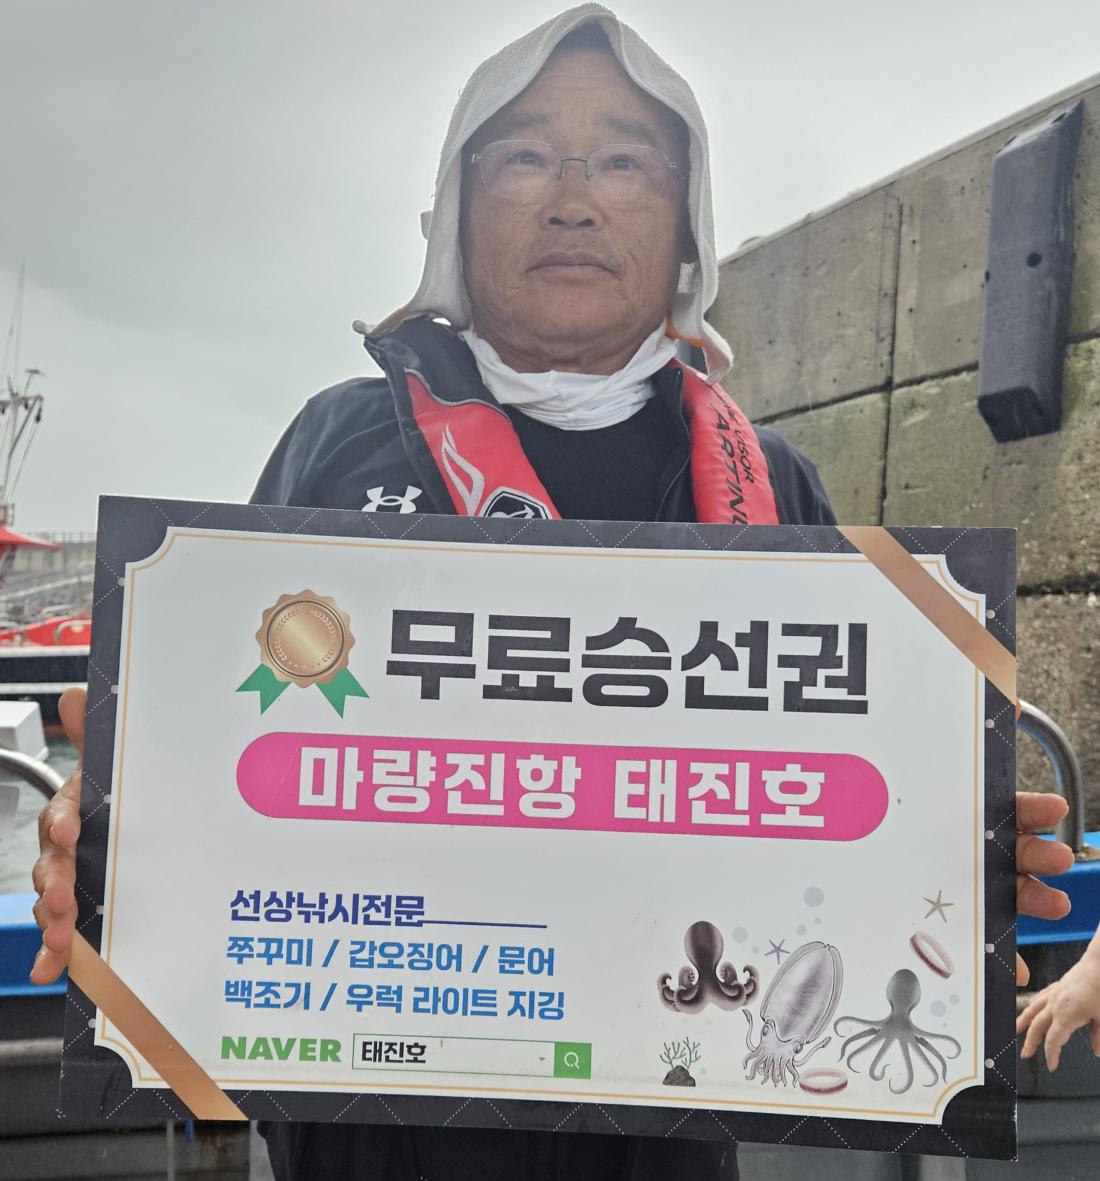 무료승선권
마량진항 태진호
선상낚시전문
쭈꾸미 / 갑오징어 / 문어
백조기 / 우럭 라이트 지깅
NAVER 태진호